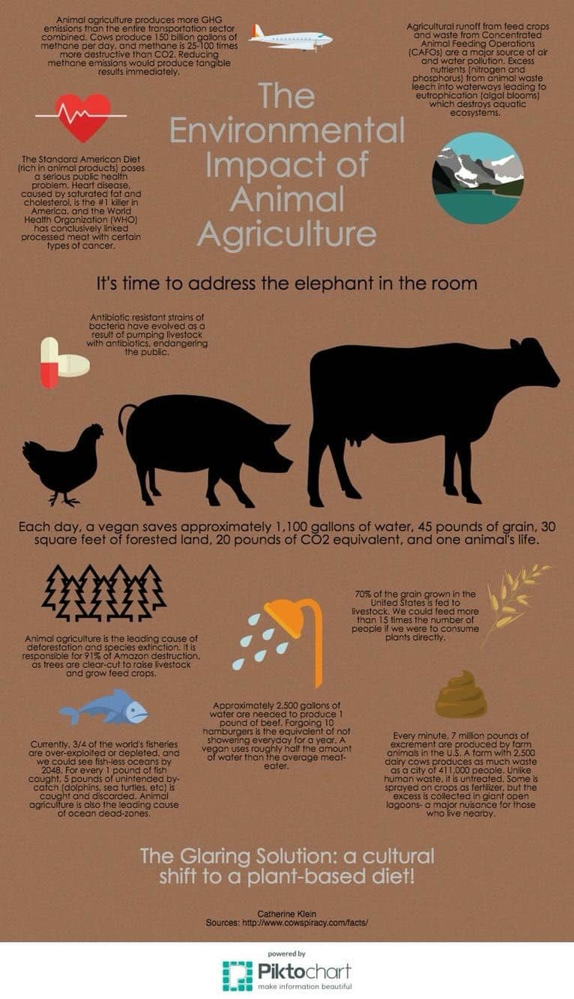 Animal agriculture produces more GHG
emissions than the entire transportation sector
combined. Cows produce 150 billion gallons of
methane per day, and methane is 25-100 times
more destructive than CO2. Reducing
methane emissions would produce tangible
results immediately.
Agricultural runoff from feed crops
and waste from Concentrated
Animal Feeding Operations
(CAFOs) are a major source of air
and water pollution. Excess
nutrients (nitrogen and
phosphorus) from animal waste
leech into waterways leading to
eutrophication (algal blooms)
which destroys aquatic
ecosystems.
The
Environmental
Impact of
Animal
Agriculture
The Standard American Diet
(rich in animal products) poses
a serious public health
problem. Heart disease,
caused by saturated fat and
cholesterol, is the #1 killer in
America, and the World
Health Organization (WHO)
has conclusively linked
processed meat with certain
types of cancer.
It's time to address the elephant in the room
Antibiotic resistant strains of
bacteria have evolved as a
result of pumping livestock
with antibiotics, endangering
the public.
Each day, a vegan saves approximately 1,100 gallons of water, 45 pounds of grain, 30
square feet of forested land, 20 pounds of CO2 equivalent, and one animal's life.
Animal agriculture is the leading cause of
deforestation and species extinction. It is
responsible for 91% of Amazon destruction,
as trees are clear-cut to raise livestock
and grow feed crops.
70% of the grain grown in the
United States is fed to
livestock. We could feed more
than 15 times the number of
people if we were to consume
plants directly.
Currently, 3/4 of the world's fisheries
are over-exploited or depleted, and
we could see fish-less oceans by
2048. For every 1 pound of fish
caught, 5 pounds of unintended by-
catch (dolphins, sea turtles, etc) is
caught and discarded. Animal
agriculture is also the leading cause
of ocean dead-zones.
Approximately 2,500 gallons of
water are needed to produce 1
pound of beef. Forgoing 10
hamburgers is the equivalent of not
showering everyday for a year. A
vegan uses roughly half the amount
of water than the average meat-
eater.
Every minute, 7 million pounds of
excrement are produced by farm
animals in the U.S. A farm with 2,500
dairy cows produces as much waste
as a city of 411,000 people. Unlike
human waste, it is untreated. Some is
sprayed on crops as fertilizer, but the
excess is collected in giant open
lagoons- a major nuisance for those
who live nearby.
The Glaring Solution: a cultural
shift to a plant-based diet!
Catherine Klein
Sources: http://www.cowspiracy.com/facts/
powered by
Piktochart
make information beautiful